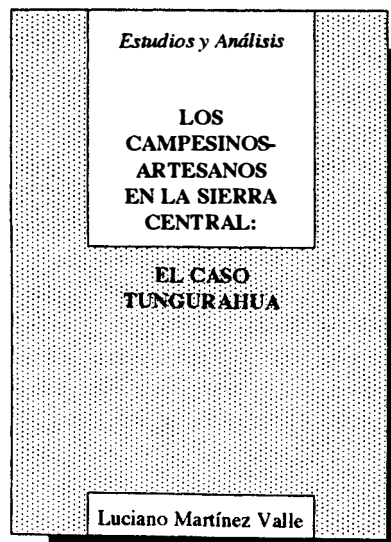 Estudios y Análisis
LOS
CAMPESINOS-
ARTESANOS
EN LA SIERRA
CENTRAL:
EL CASO
TUNGURAHUA
Luciano Martínez Valle